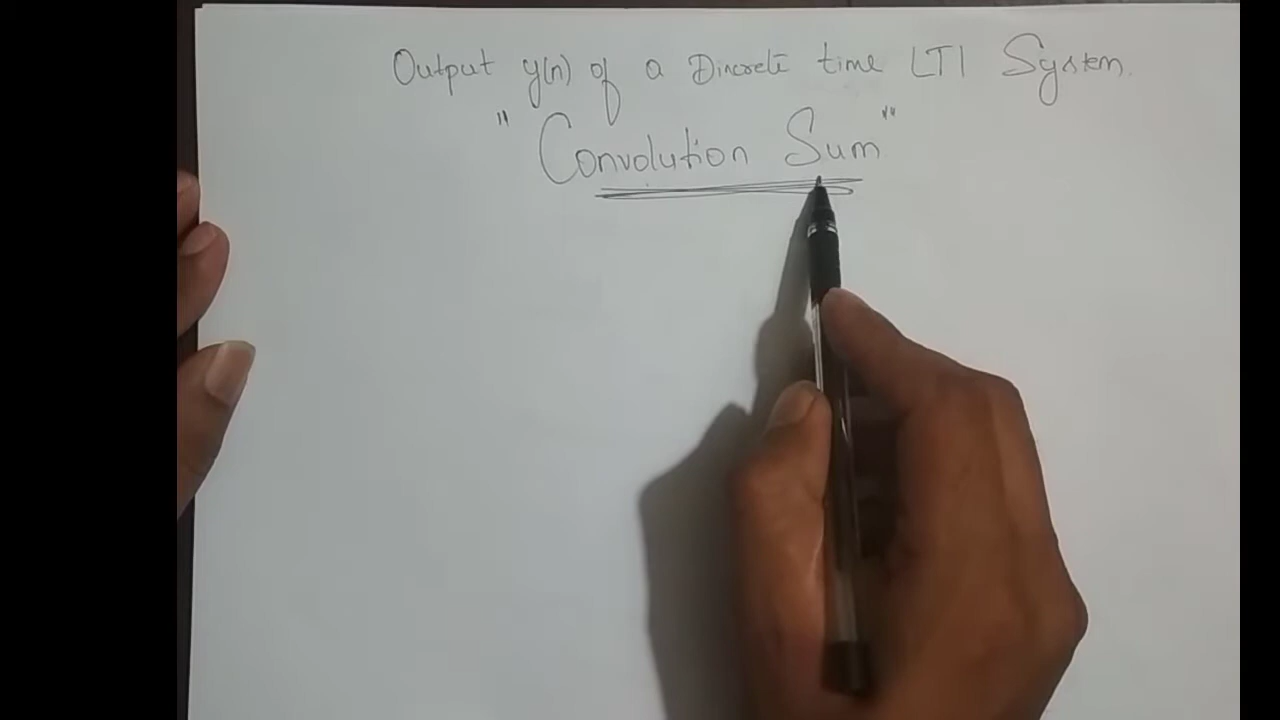 Output y(n) of a Discrete time LTI System.
"Convolution Sum"